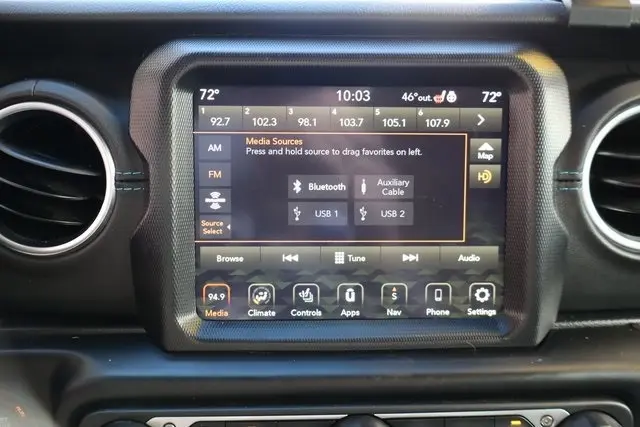 72° 10:03 46°out. 72°
1 2 3 4 5 6
92.7 102.3 98.1 103.7 105.1 107.9
AM
FM
Source
Select
Media Sources
Press and hold source to drag favorites on left.
Bluetooth
Auxiliary
Cable
USB 1 USB 2
Map
HD
Browse Tune Audio
94.9 S
Media Climate Controls Apps Nav Phone Settings